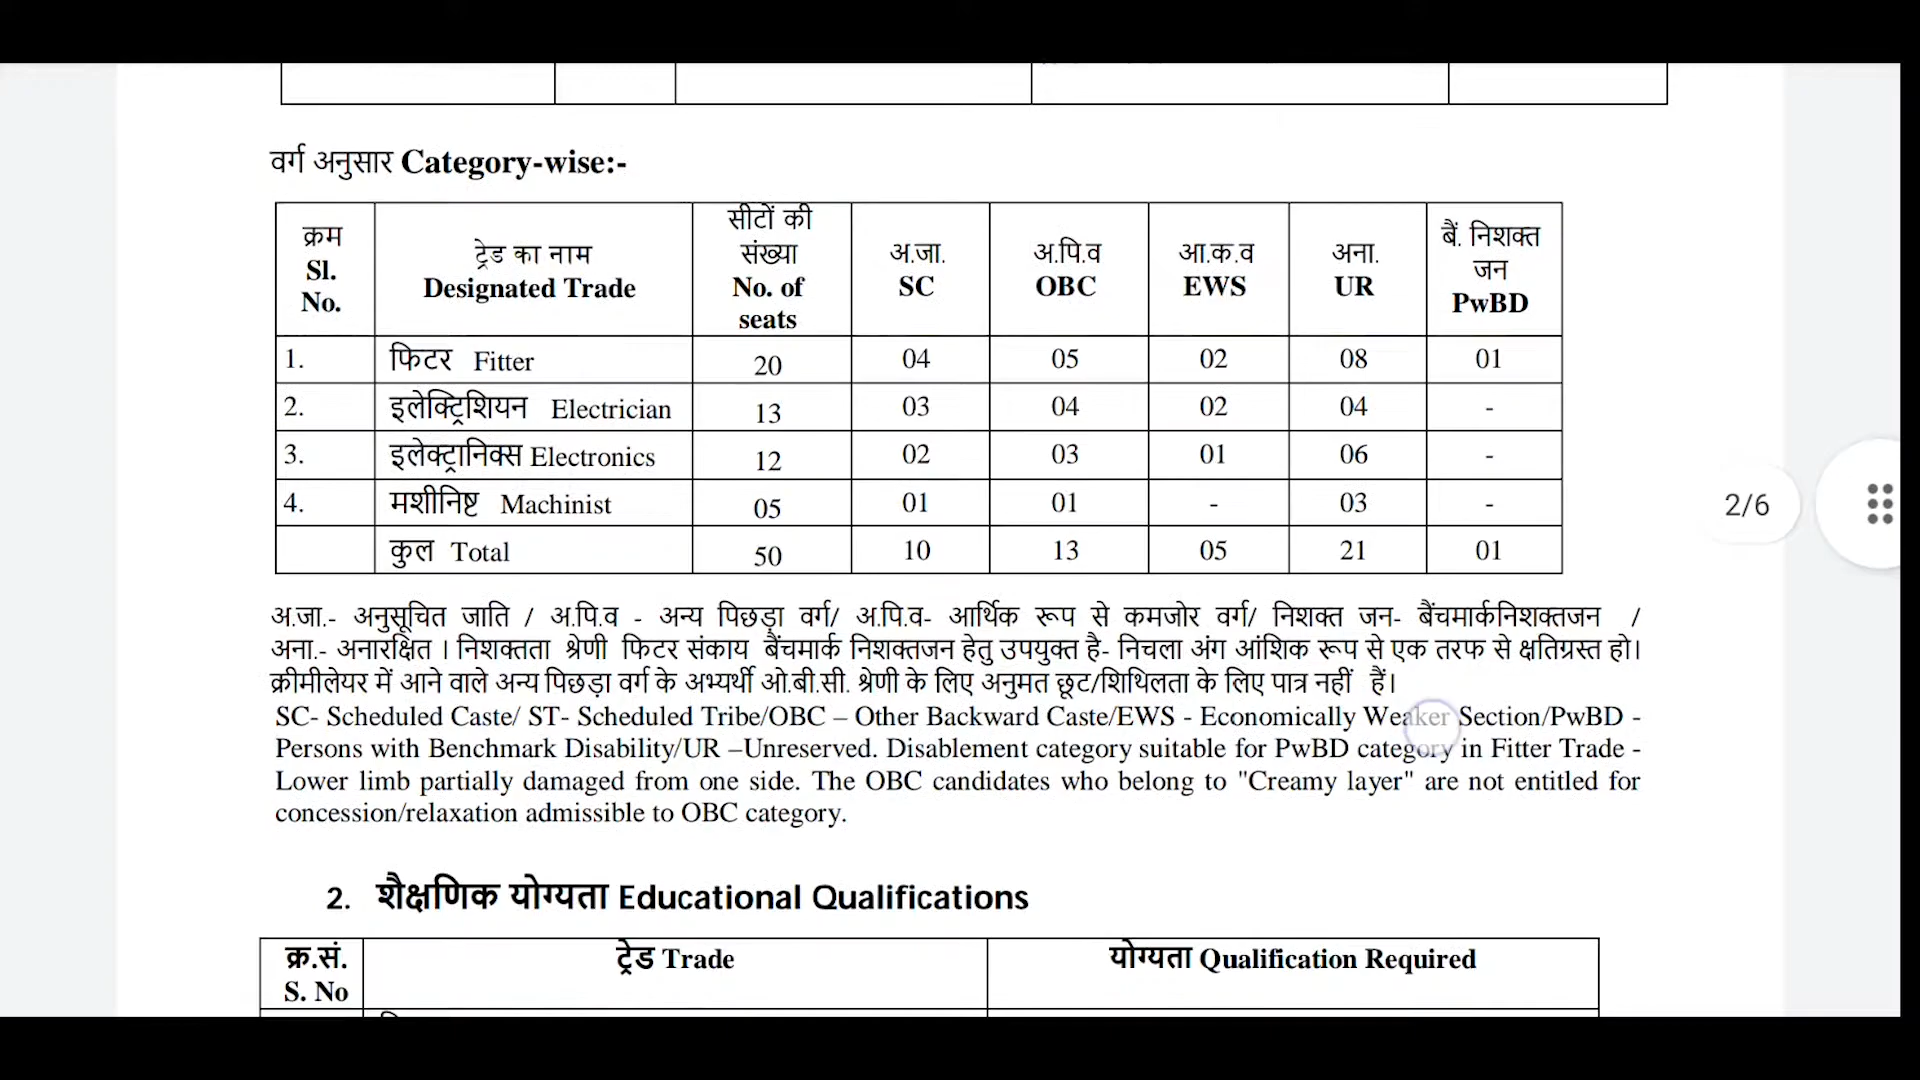 वर्ग अनुसार Category-wise:-
क्रम Sl. No. ट्रेड का नाम Designated Trade सीटों की संख्या No. of seats अ.जा. SC अ.पि.व OBC आ.क.व EWS अना. UR बैं. निशक्त जन PwBD
1. फिटर Fitter 20 04 05 02 08 01
2. इलेक्ट्रिशियन Electrician 13 03 04 02 04 -
3. इलेक्ट्रानिक्स Electronics 12 02 03 01 06 -
4. मशीनिष्ट Machinist 05 01 01 - 03 -
कुल Total 50 10 13 05 21 01
2/6
अ.जा.- अनुसूचित जाति / अ.पि.व - अन्य पिछड़ा वर्ग/ अ.पि.व- आर्थिक रूप से कमजोर वर्ग/ निशक्त जन- बैंचमार्कनिशक्तजन /
अना.- अनारक्षित । निशक्तता श्रेणी फिटर संकाय बैंचमार्क निशक्तजन हेतु उपयुक्त है- निचला अंग आंशिक रूप से एक तरफ से क्षतिग्रस्त हो।
क्रीमीलेयर में आने वाले अन्य पिछड़ा वर्ग के अभ्यर्थी ओ.बी.सी. श्रेणी के लिए अनुमत छूट/शिथिलता के लिए पात्र नहीं हैं।
SC- Scheduled Caste/ ST- Scheduled Tribe/OBC – Other Backward Caste/EWS - Economically Weaker Section/PwBD -
Persons with Benchmark Disability/UR –Unreserved. Disablement category suitable for PwBD category in Fitter Trade -
Lower limb partially damaged from one side. The OBC candidates who belong to "Creamy layer" are not entitled for
concession/relaxation admissible to OBC category.
2. शैक्षणिक योग्यता Educational Qualifications
क्र.सं. S. No ट्रेड Trade योग्यता Qualification Required